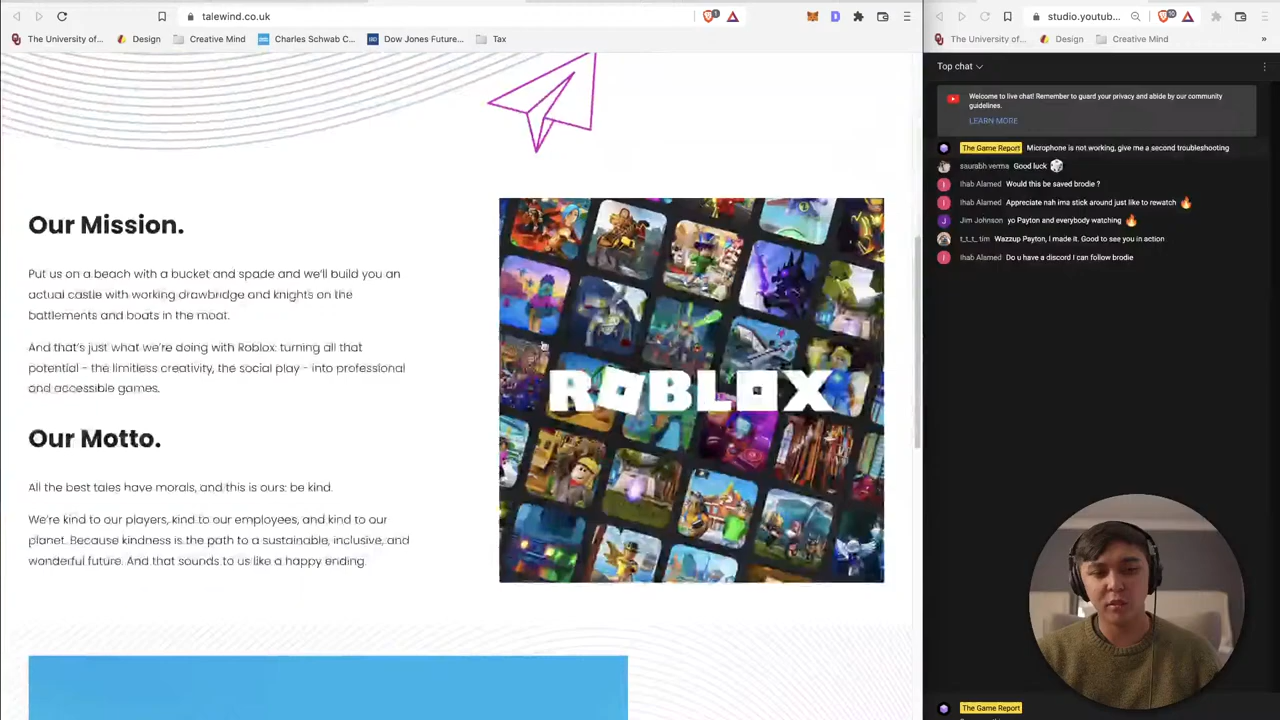 talewind.co.uk
The University of...
Design
Creative Mind
Charles Schwab C...
Dow Jones Future...
Tax
Our Mission.
Put us on a beach with a bucket and spade and we'll build you an
actual castle with working drawbridge and knights on the
battlements and boats in the moat.
And that's just what we're doing with Roblox: turning all that
potential - the limitless creativity, the social play - into professional
and accessible games.
Our Motto.
All the best tales have morals, and this is ours: be kind.
We're kind to our players, kind to our employees, and kind to our
planet. Because kindness is the path to a sustainable, inclusive, and
wonderful future. And that sounds to us like a happy ending.
ROBLOX
studio.youtub...
The University of...
Design
Creative Mind
»
Top chat
Welcome to live chat! Remember to guard your privacy and abide by our community
guidelines.
LEARN MORE
The Game Report Microphone is not working, give me a second troubleshooting
saurabh verma Good luck
Ihab Alamed Would this be saved brodie ?
Ihab Alamed Appreciate nah ima stick around just like to rewatch
Jim Johnson yo Payton and everybody watching
t_t_t_ tim Wazzup Payton, I made it. Good to see you in action
Ihab Alamed Do u have a discord I can follow brodie
The Game Report